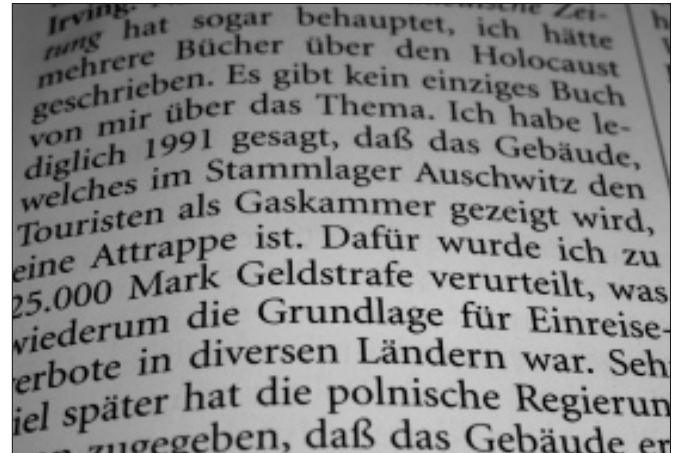 Irving.
tung hat sogar behauptet, ich hätte
mehrere Bücher über den Holocaust
geschrieben. Es gibt kein einziges Buch
von mir über das Thema. Ich habe le-
diglich 1991 gesagt, daß das Gebäude,
welches im Stammlager Auschwitz den
Touristen als Gaskammer gezeigt wird,
eine Attrappe ist. Dafür wurde ich zu
25.000 Mark Geldstrafe verurteilt, was
wiederum die Grundlage für Einreise-
verbote in diversen Ländern war. Seh
iel später hat die polnische Regierun
zugegeben, daß das Gebäude er